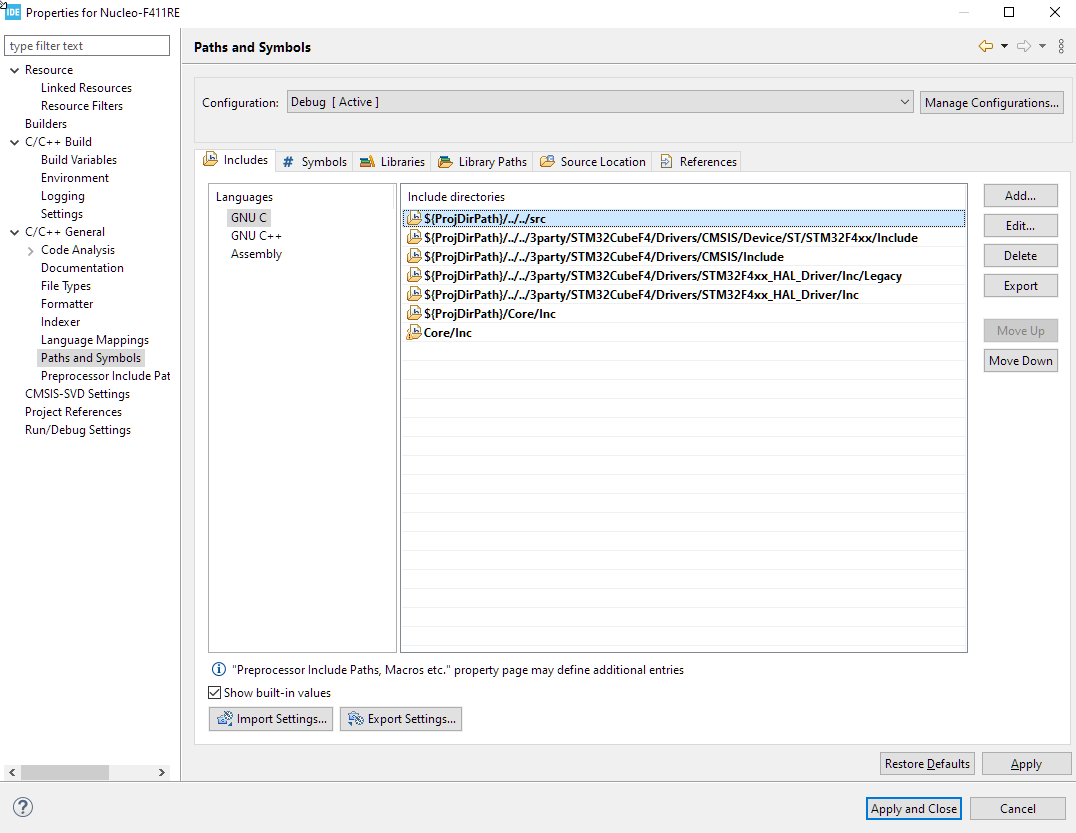 IDE Properties for Nucleo-F411RE
type filter text
Paths and Symbols
Resource
Linked Resources
Resource Filters
Builders
C/C++ Build
Build Variables
Environment
Logging
Settings
C/C++ General
Code Analysis
Documentation
File Types
Formatter
Indexer
Language Mappings
Paths and Symbols
Preprocessor Include Pat
CMSIS-SVD Settings
Project References
Run/Debug Settings
Configuration: Debug [ Active ] Manage Configurations...
Includes # Symbols Libraries Library Paths Source Location References
Languages
GNU C
GNU C++
Assembly
Include directories
${ProjDirPath}/../../src
${ProjDirPath}/../../3party/STM32CubeF4/Drivers/CMSIS/Device/ST/STM32F4xx/Include
${ProjDirPath}/../../3party/STM32CubeF4/Drivers/CMSIS/Include
${ProjDirPath}/../../3party/STM32CubeF4/Drivers/STM32F4xx_HAL_Driver/Inc/Legacy
${ProjDirPath}/../../3party/STM32CubeF4/Drivers/STM32F4xx_HAL_Driver/Inc
${ProjDirPath}/Core/Inc
Core/Inc
Add...
Edit...
Delete
Export
Move Up
Move Down
"Preprocessor Include Paths, Macros etc." property page may define additional entries
Show built-in values
Import Settings... Export Settings...
Restore Defaults Apply
? Apply and Close Cancel